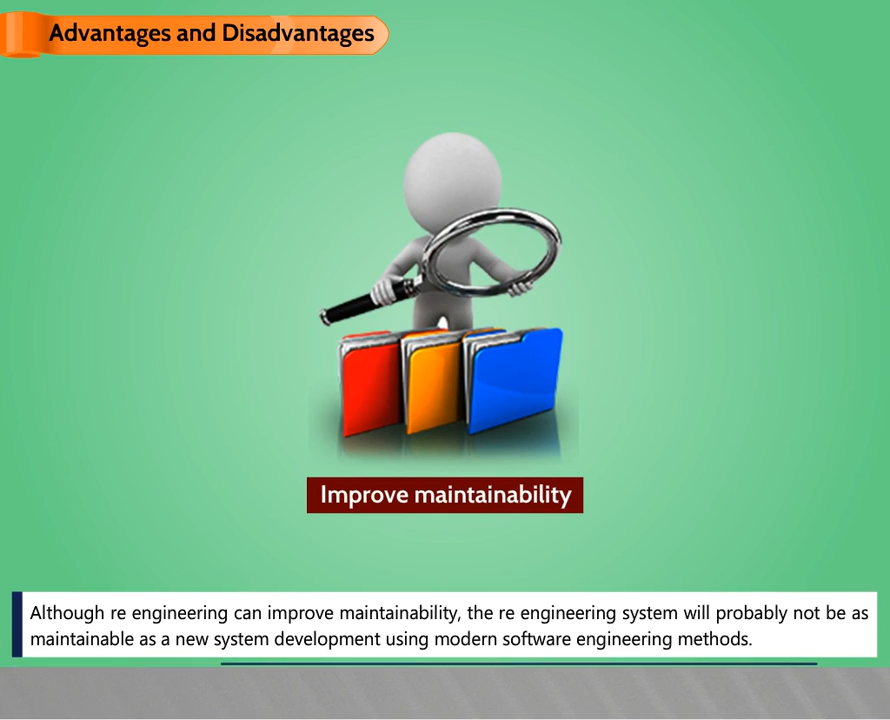 Advantages and Disadvantages
Improve maintainability
Although re engineering can improve maintainability, the re engineering system will probably not be as
maintainable as a new system development using modern software engineering methods.